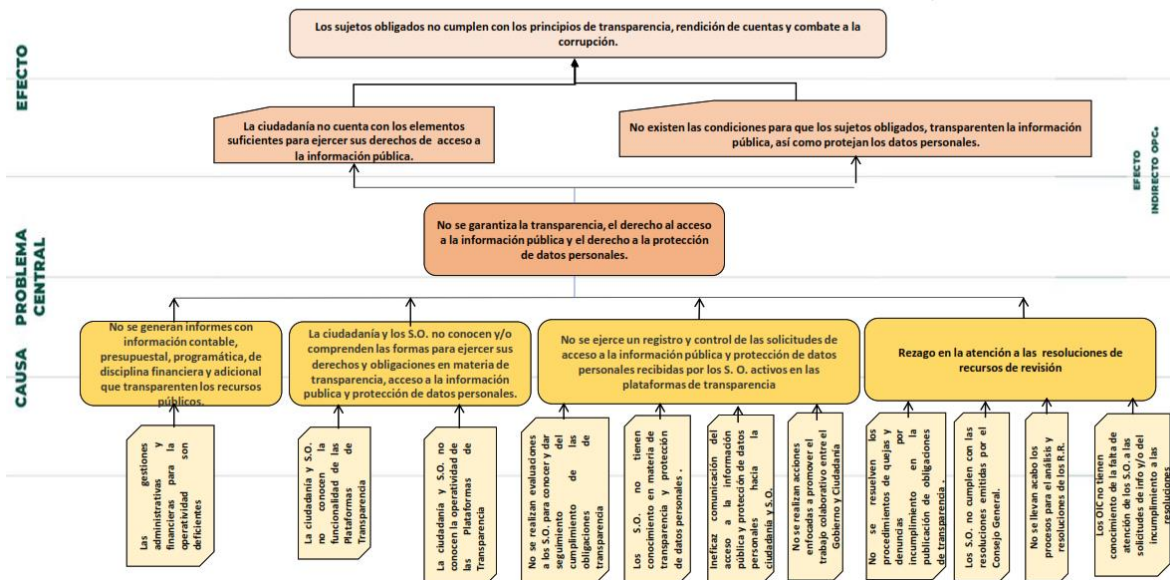 EFECTO
Los sujetos obligados no cumplen con los principios de transparencia, rendición de cuentas y combate a la
corrupción.
La ciudadanía no cuenta con los elementos
suficientes para ejercer sus derechos de acceso a
la información pública.
No existen las condiciones para que los sujetos obligados, transparenten la información
pública, así como protejan los datos personales.
EFECTO
INDIRECTO OPC.
PROBLEMA
CENTRAL
No se garantiza la transparencia, el derecho al acceso
a la información pública y el derecho a la protección
de datos personales.
CAUSA
No se generan informes con
información contable,
presupuestal, programática, de
disciplina financiera y adicional
que transparenten los recursos
públicos.
La ciudadanía y los S.O. no conocen y/o
comprenden las formas para ejercer sus
derechos y obligaciones en materia de
transparencia, acceso a la información
publica y protección de datos personales.
No se ejerce un registro y control de las solicitudes de
acceso a la información pública y protección de datos
personales recibidas por los S. O. activos en las
plataformas de transparencia
Rezago en la atención a las resoluciones de
recursos de revisión
Las gestiones
administrativas y
financieras para la
operatividad son
deficientes
La ciudadanía y S.O.
no conocen la
funcionalidad de las
Plataformas de
Transparencia
La ciudadanía y S.O. no
conocen la operatividad de
las Plataformas de
Transparencia
No se realizan evaluaciones
a los S.O. para conocer y dar
seguimiento del
cumplimiento de las
obligaciones de
transparencia
Los S.O. no tienen
conocimiento en materia de
transparencia y protección
de datos personales .
Ineficaz comunicación del
acceso a la información
pública y protección de datos
personales hacia la
ciudadanía y S.O.
No se realizan acciones
enfocadas a promover el
trabajo colaborativo entre el
Gobierno y Ciudadanía
No se resuelven los
procedimientos de quejas y
denuncias por
incumplimiento en la
publicación de obligaciones
de transparencia .
Los S.O. no cumplen con las
resoluciones emitidas por el
Consejo General.
No se llevan acabo los
procesos para el análisis y
resoluciones de los R.R.
Los OIC no tienen
conocimiento de la falta de
atención de los S.O. a las
solicitudes de info y/o del
incumplimiento a las
resoluciones